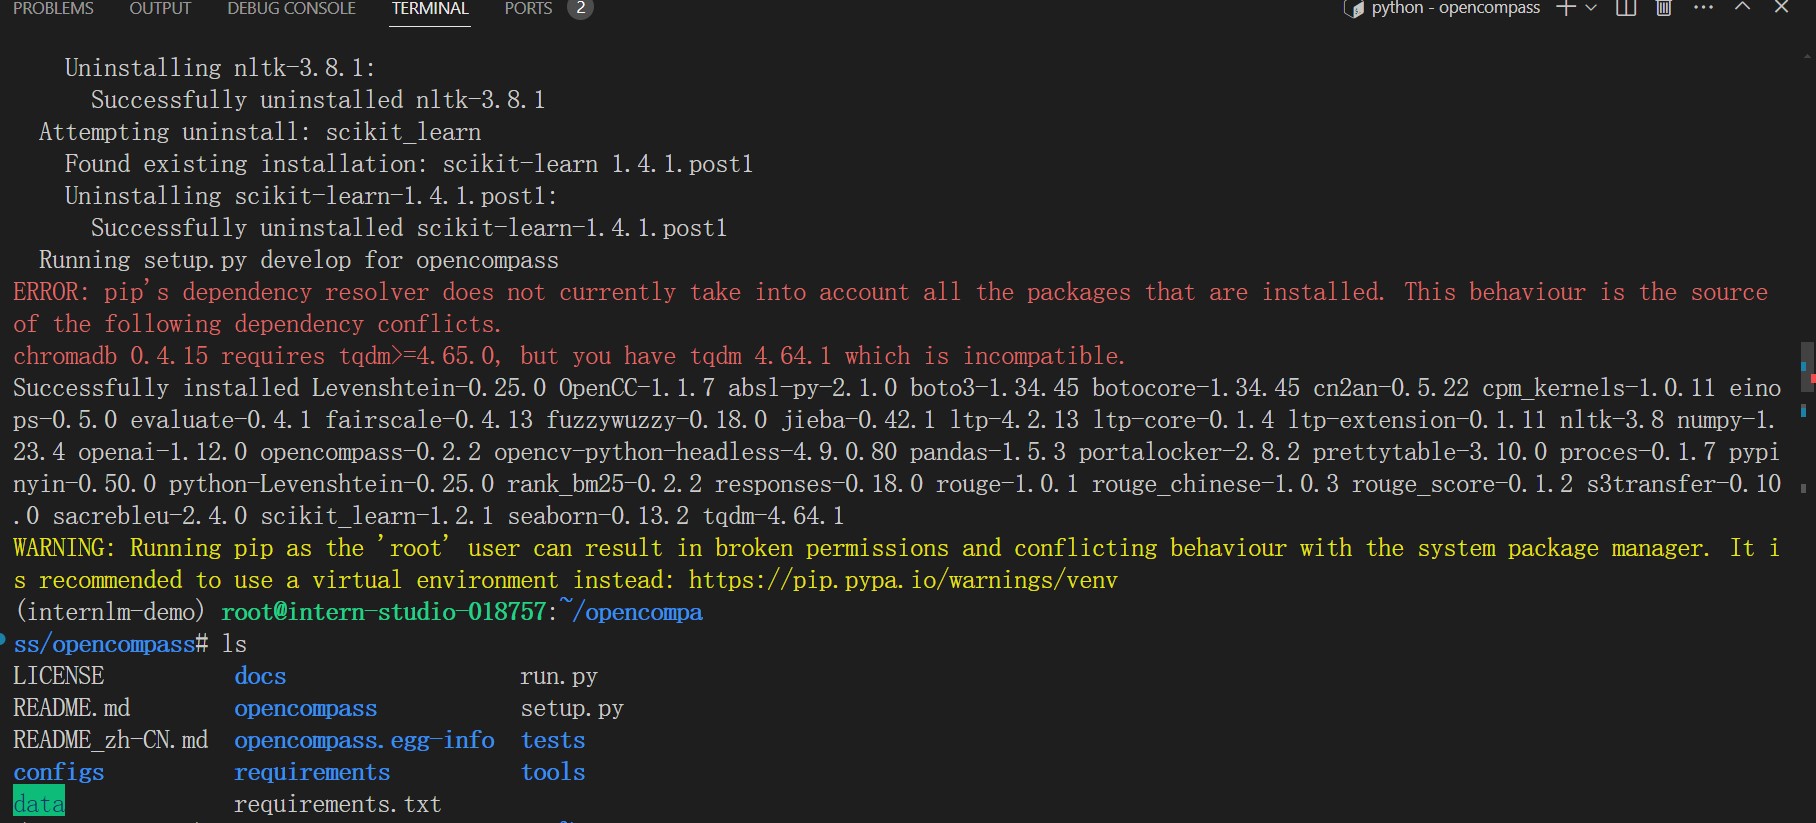 PROBLEMS OUTPUT DEBUG CONSOLE TERMINAL PORTS 2 python - opencompass
Uninstalling nltk-3.8.1:
Successfully uninstalled nltk-3.8.1
Attempting uninstall: scikit_learn
Found existing installation: scikit-learn 1.4.1.post1
Uninstalling scikit-learn-1.4.1.post1:
Successfully uninstalled scikit-learn-1.4.1.post1
Running setup.py develop for opencompass
ERROR: pip's dependency resolver does not currently take into account all the packages that are installed. This behaviour is the source
of the following dependency conflicts.
chromadb 0.4.15 requires tqdm>=4.65.0, but you have tqdm 4.64.1 which is incompatible.
Successfully installed Levenshtein-0.25.0 OpenCC-1.1.7 absl-py-2.1.0 boto3-1.34.45 botocore-1.34.45 cn2an-0.5.22 cpm_kernels-1.0.11 eino
ps-0.5.0 evaluate-0.4.1 fairscale-0.4.13 fuzzywuzzy-0.18.0 jieba-0.42.1 ltp-4.2.13 ltp-core-0.1.4 ltp-extension-0.1.11 nltk-3.8 numpy-1.
23.4 openai-1.12.0 opencompass-0.2.2 opencv-python-headless-4.9.0.80 pandas-1.5.3 portalocker-2.8.2 prettytable-3.10.0 proces-0.1.7 pypi
nyin-0.50.0 python-Levenshtein-0.25.0 rank_bm25-0.2.2 responses-0.18.0 rouge-1.0.1 rouge_chinese-1.0.3 rouge_score-0.1.2 s3transfer-0.10
.0 sacrebleu-2.4.0 scikit_learn-1.2.1 seaborn-0.13.2 tqdm-4.64.1
WARNING: Running pip as the 'root' user can result in broken permissions and conflicting behaviour with the system package manager. It i
s recommended to use a virtual environment instead: https://pip.pypa.io/warnings/venv
(internlm-demo) root@intern-studio-018757:~/opencompa
ss/opencompass# ls
LICENSE docs run.py
README.md opencompass setup.py
README_zh-CN.md opencompass.egg-info tests
configs requirements tools
data requirements.txt